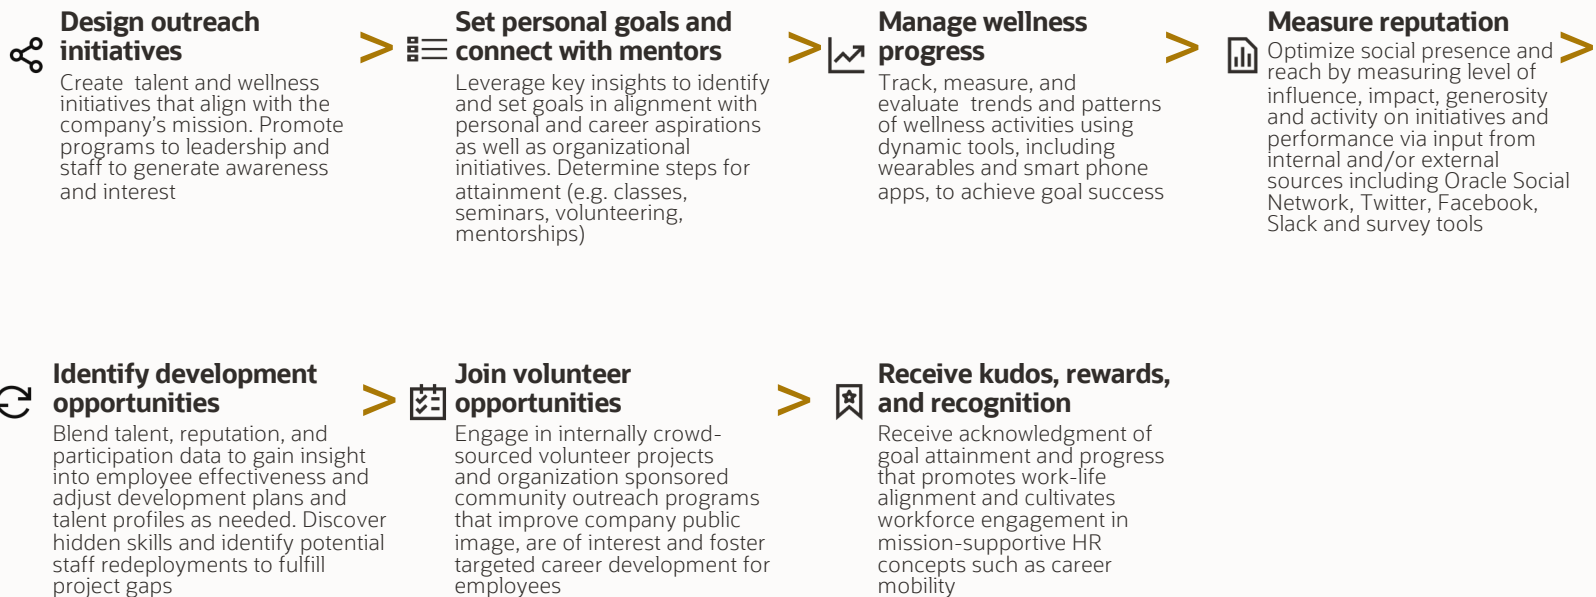 Design outreach
initiatives
Create  talent and wellness
initiatives that align with the
company’s mission. Promote
programs to leadership and
staff to generate awareness
and interest
>
Set personal goals and
connect with mentors
Leverage key insights to identify
and set goals in alignment with
personal and career aspirations
as well as organizational
initiatives. Determine steps for
attainment (e.g. classes,
seminars, volunteering,
mentorships)
>
Manage wellness
progress
Track, measure, and
evaluate  trends and patterns
of wellness activities using
dynamic tools, including
wearables and smart phone
apps, to achieve goal success
>
Measure reputation
Optimize social presence and
reach by measuring level of
influence, impact, generosity
and activity on initiatives and
performance via input from
internal and/or external
sources including Oracle Social
Network, Twitter, Facebook,
Slack and survey tools
>
Identify development
opportunities
Blend talent, reputation, and
participation data to gain insight
into employee effectiveness and
adjust development plans and
talent profiles as needed. Discover
hidden skills and identify potential
staff redeployments to fulfill
project gaps
>
Join volunteer
opportunities
Engage in internally crowd-
sourced volunteer projects
and organization sponsored
community outreach programs
that improve company public
image, are of interest and foster
targeted career development for
employees
>
Receive kudos, rewards,
and recognition
Receive acknowledgment of
goal attainment and progress
that promotes work-life
alignment and cultivates
workforce engagement in
mission-supportive HR
concepts such as career
mobility